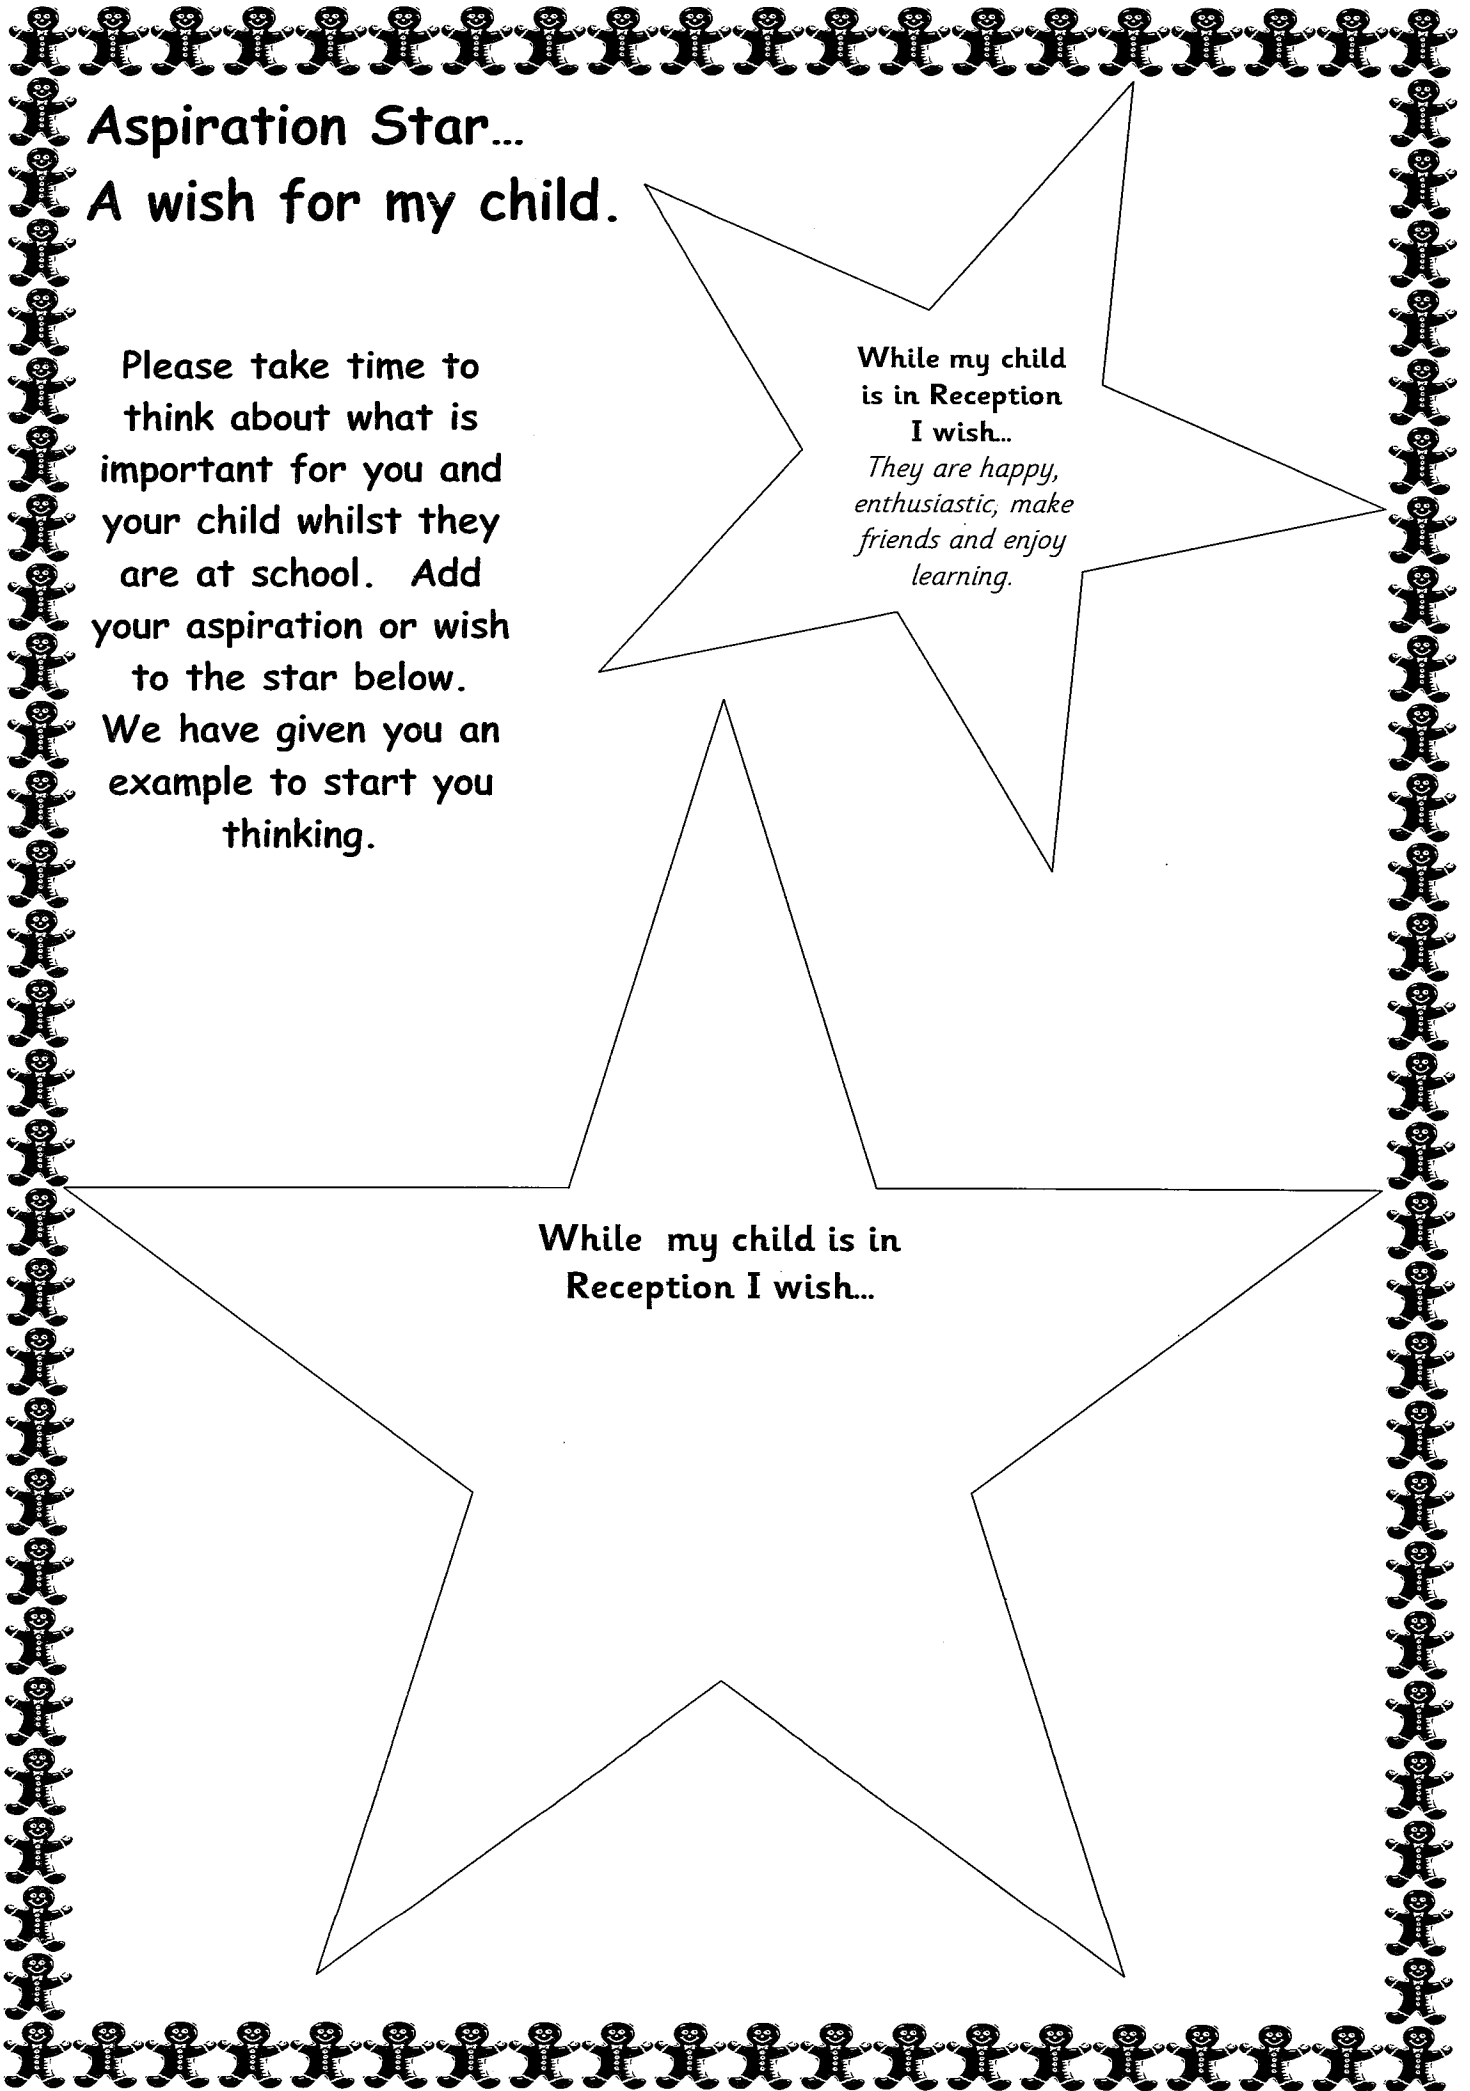 Aspiration Star...
A wish for my child.
Please take time to
think about what is
important for you and
your child whilst they
are at school.  Add
your aspiration or wish
to the star below.
We have given you an
example to start you
thinking.
While my child
is in Reception
I wish...
They are happy,
enthusiastic, make
friends and enjoy
learning.
While  my child is in
Reception I wish...